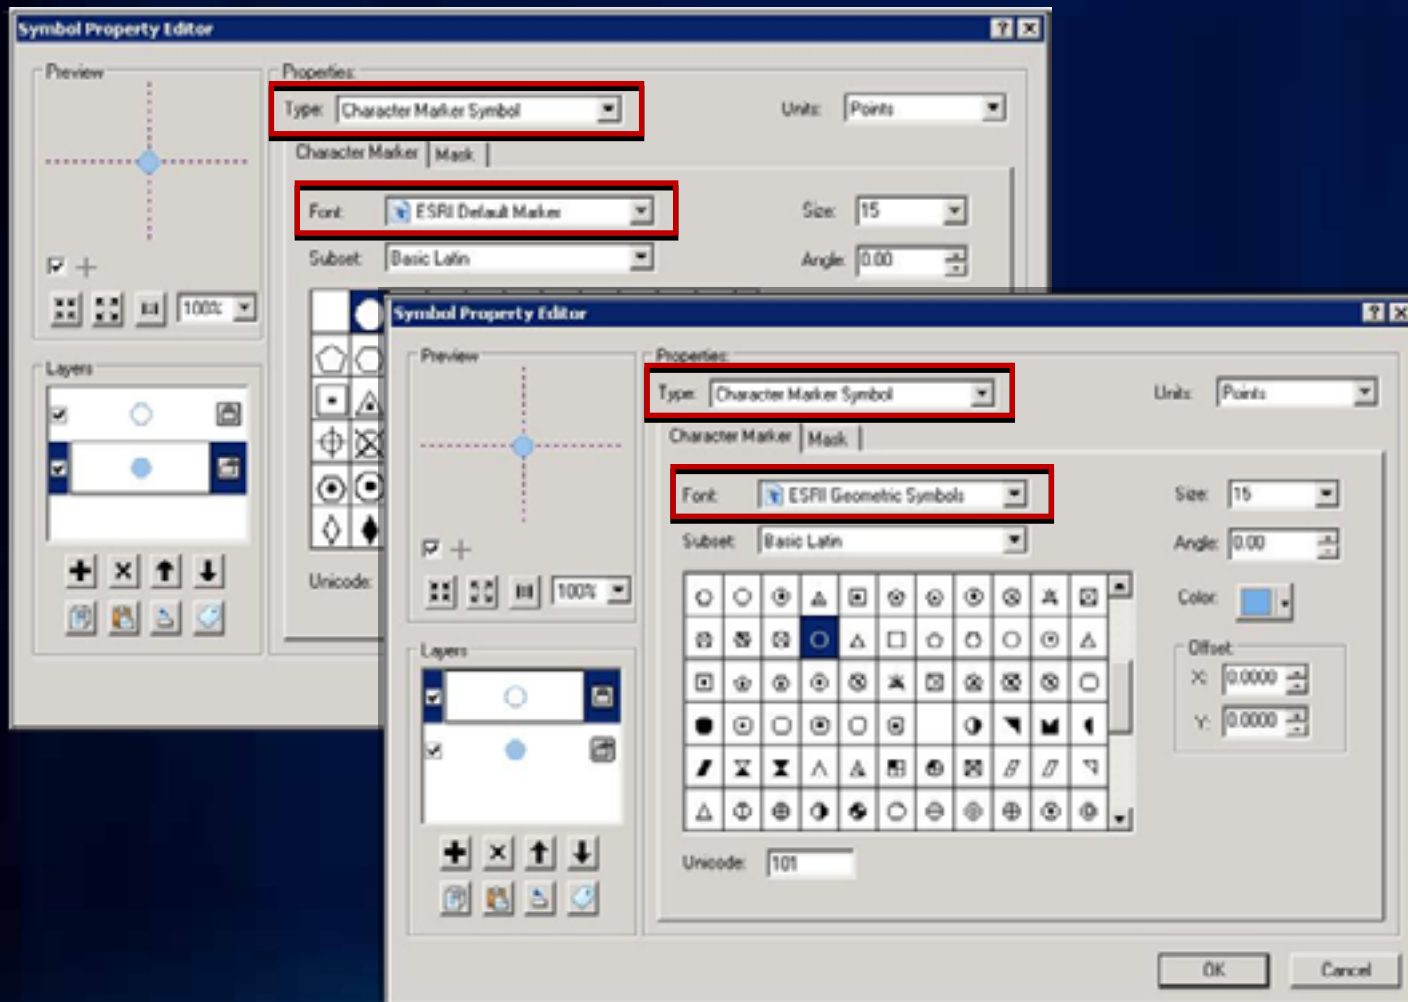 Symbol Property Editor
Preview
Properties:
Type: Character Marker Symbol
Units: Points
Character Marker
Mask
Font: ESRI Default Marker
Size: 15
Subset: Basic Latin
Angle: 0.00
100%
Layers
Unicode:
Symbol Property Editor
Preview
Properties:
Type: Character Marker Symbol
Units: Points
Character Marker
Mask
Font: ESRI Geometric Symbols
Size: 15
Subset: Basic Latin
Angle: 0.00
100%
Color:
Offset:
X: 0.0000
Y: 0.0000
Layers
Unicode: 101
OK
Cancel